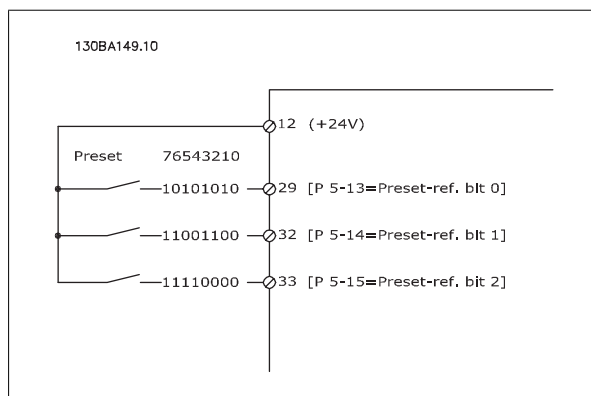 130BA149.10
12 (+24V)
Preset 76543210
10101010 29 [P 5-13=Preset-ref. bit 0]
11001100 32 [P 5-14=Preset-ref. bit 1]
11110000 33 [P 5-15=Preset-ref. bit 2]